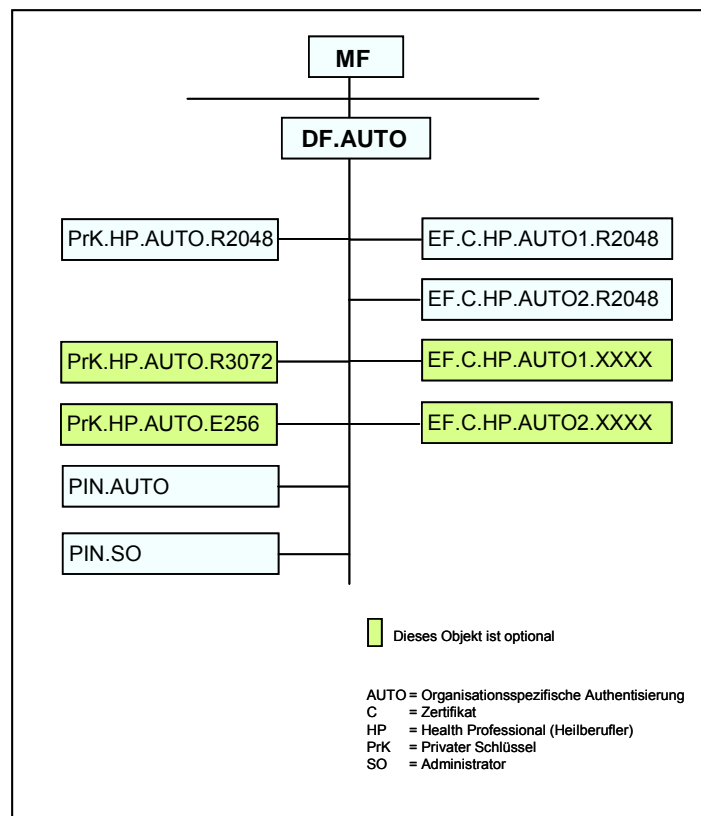 MF
DF.AUTO
PrK.HP.AUTO.R2048
EF.C.HP.AUTO1.R2048
EF.C.HP.AUTO2.R2048
PrK.HP.AUTO.R3072
EF.C.HP.AUTO1.XXXX
PrK.HP.AUTO.E256
EF.C.HP.AUTO2.XXXX
PIN.AUTO
PIN.SO
Dieses Objekt ist optional
AUTO = Organisationsspezifische Authentisierung
C = Zertifikat
HP = Health Professional (Heilberufler)
PrK = Privater Schlüssel
SO = Administrator